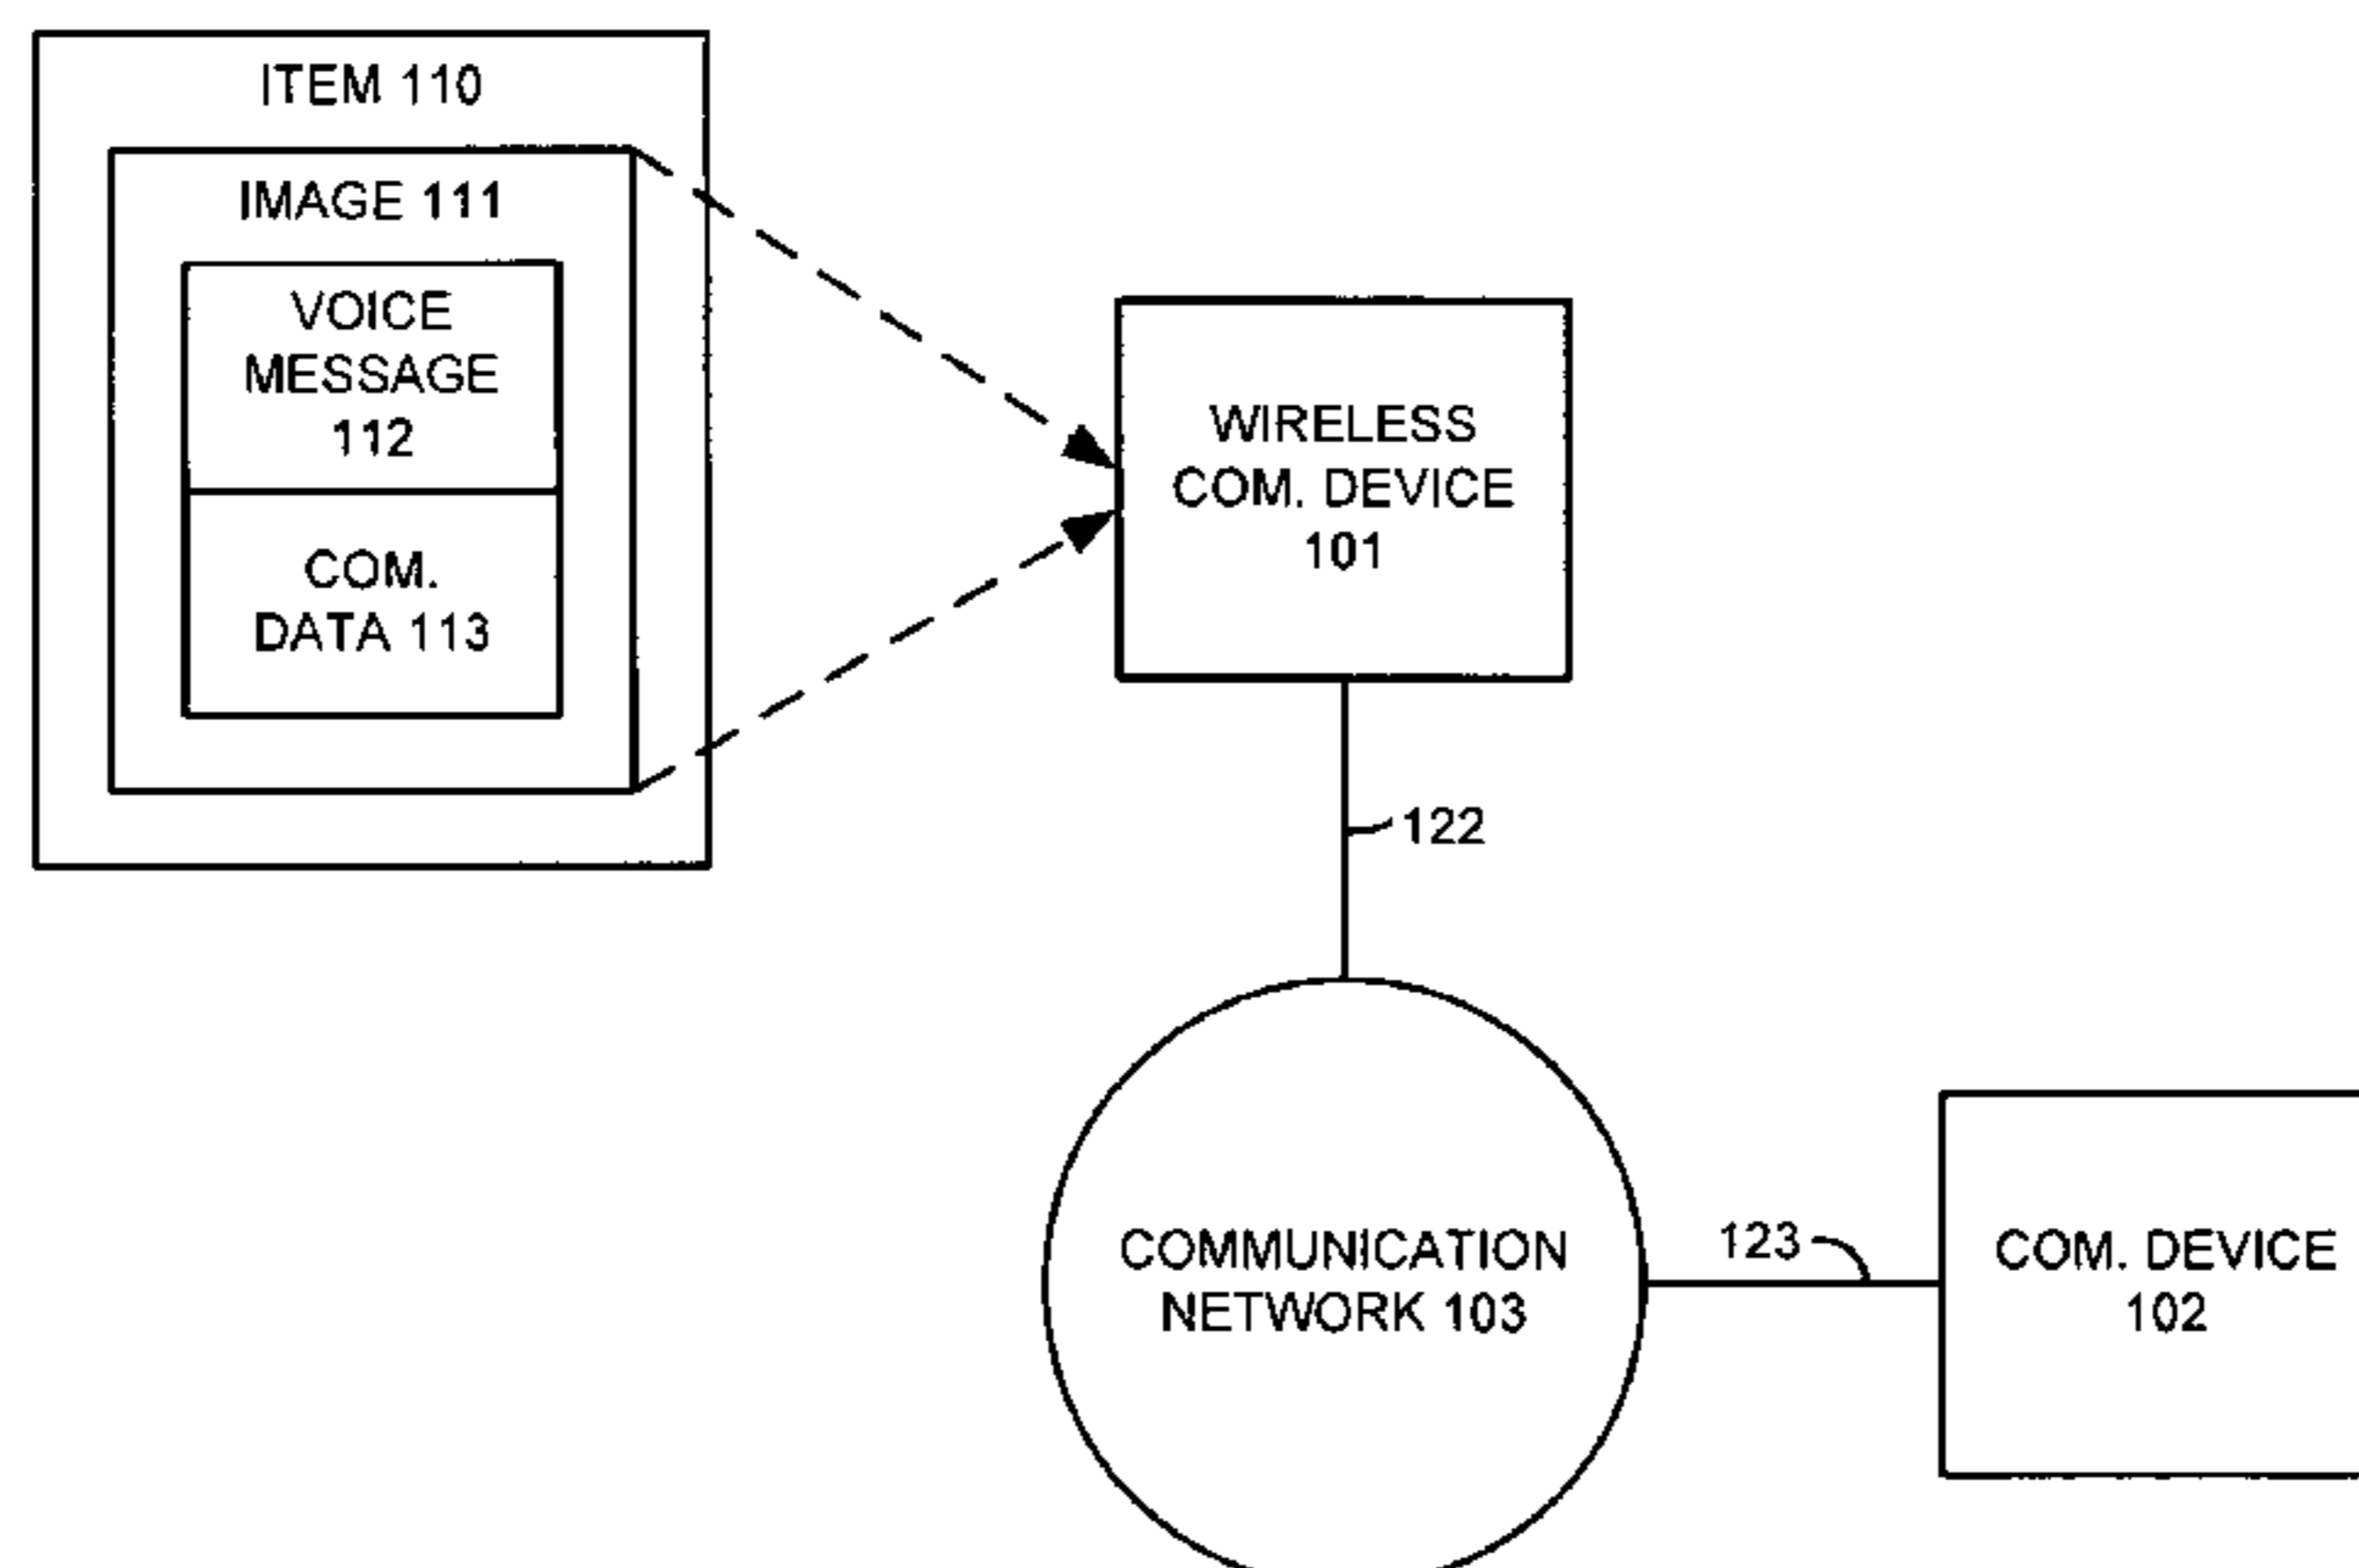 ITEM 110
IMAGE 111
VOICE
MESSAGE
112
COM.
DATA 113
WIRELESS
COM. DEVICE
101
122
COMMUNICATION
NETWORK 103
123
COM. DEVICE
102